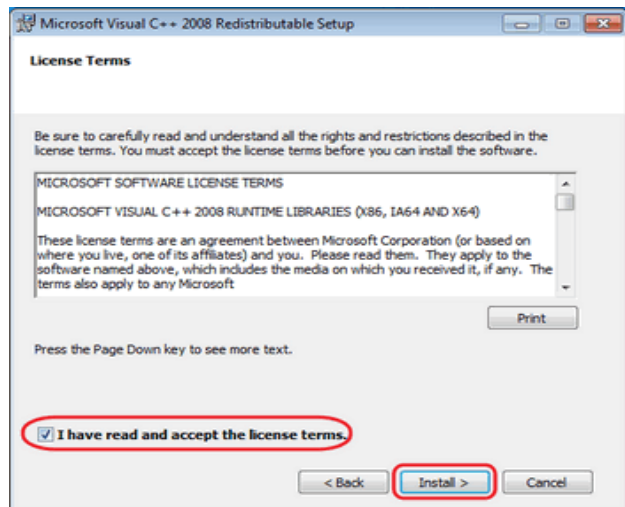 Microsoft Visual C++ 2008 Redistributable Setup
License Terms
Be sure to carefully read and understand all the rights and restrictions described in the
license terms. You must accept the license terms before you can install the software.
MICROSOFT SOFTWARE LICENSE TERMS
MICROSOFT VISUAL C++ 2008 RUNTIME LIBRARIES (X86, IA64 AND X64)
These license terms are an agreement between Microsoft Corporation (or based on
where you live, one of its affiliates) and you. Please read them. They apply to the
software named above, which includes the media on which you received it, if any. The
terms also apply to any Microsoft
Print
Press the Page Down key to see more text.
I have read and accept the license terms.
< Back Install > Cancel